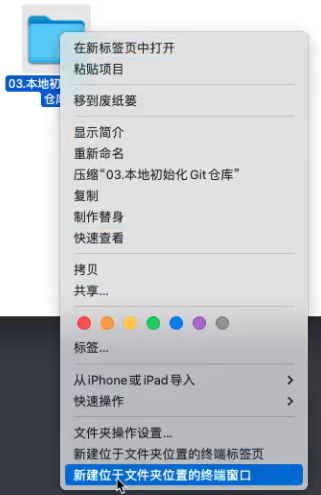 03.本地初始化
仓库
在新标签页中打开
粘贴项目
移到废纸篓
显示简介
重新命名
压缩“03.本地初始化Git仓库”
复制
制作替身
快速查看
拷贝
共享...
标签...
从iPhone或iPad导入
快速操作
文件夹操作设置...
新建位于文件夹位置的终端标签页
新建位于文件夹位置的终端窗口